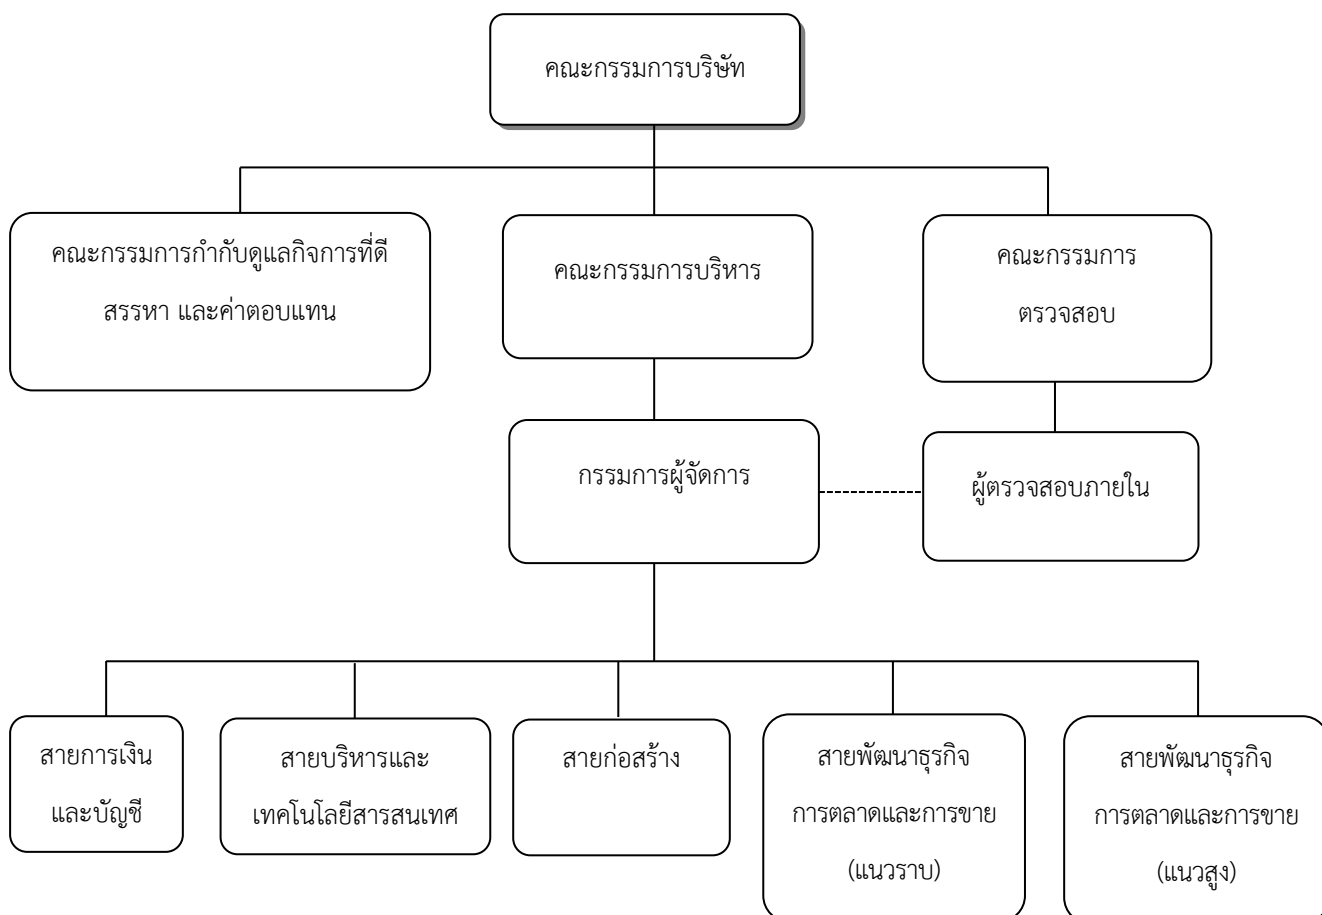 คณะกรรมการบริษัท
คณะกรรมการกำกับดูแลกิจการที่ดี
สรรหา และค่าตอบแทน
คณะกรรมการบริหาร
คณะกรรมการ
ตรวจสอบ
กรรมการผู้จัดการ
ผู้ตรวจสอบภายใน
สายการเงิน
และบัญชี
สายบริหารและ
เทคโนโลยีสารสนเทศ
สายก่อสร้าง
สายพัฒนาธุรกิจ
การตลาดและการขาย
(แนวราบ)
สายพัฒนาธุรกิจ
การตลาดและการขาย
(แนวสูง)